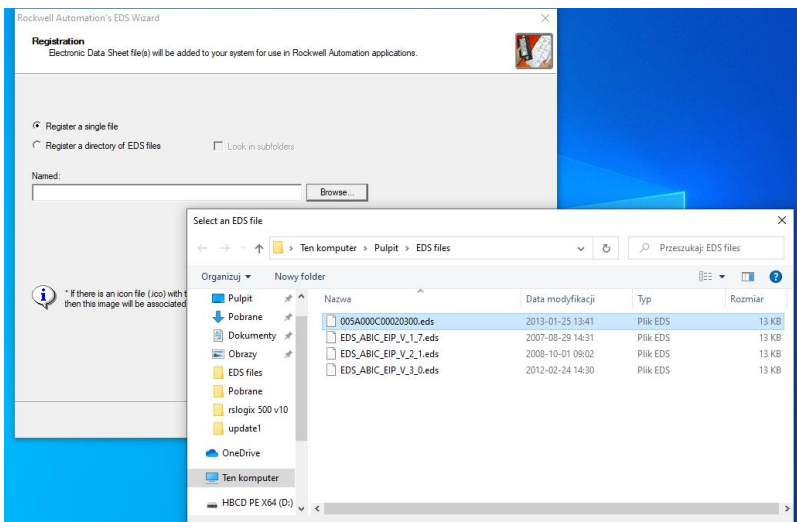 Rockwell Automation's EDS Wizard
Registration
Electronic Data Sheet file(s) will be added to your system for use in Rockwell Automation applications.
Register a single file
Register a directory of EDS files
Look in subfolders
Named:
Browse...
* If there is an icon file (.ico) with t
then this image will be associated
Select an EDS file
Ten komputer > Pulpit > EDS files
Przeszukaj: EDS files
Organizuj
Nowy folder
Pulpit
Pobrane
Dokumenty
Obrazy
EDS files
Pobrane
rslogix 500 v10
update1
OneDrive
Ten komputer
HBCD PE X64 (D:)
Nazwa Data modyfikacji Typ Rozmiar
005A000C00020300.eds 2013-01-25 13:41 Plik EDS 13 KB
EDS_ABIC_EIP_V_1_7.eds 2007-08-29 14:31 Plik EDS 13 KB
EDS_ABIC_EIP_V_2_1.eds 2008-10-01 09:02 Plik EDS 13 KB
EDS_ABIC_EIP_V_3_0.eds 2012-02-24 14:30 Plik EDS 13 KB